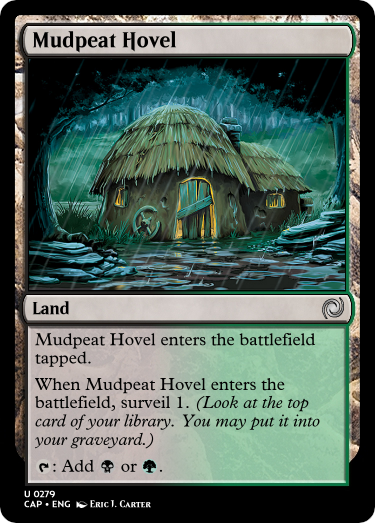 Mudpeat Hovel
Land
Mudpeat Hovel enters the battlefield
tapped.
When Mudpeat Hovel enters the
battlefield, surveil 1. (Look at the top
card of your library. You may put it into
your graveyard.)
: Add or .
U 0279
CAP • ENG Eric J. Carter